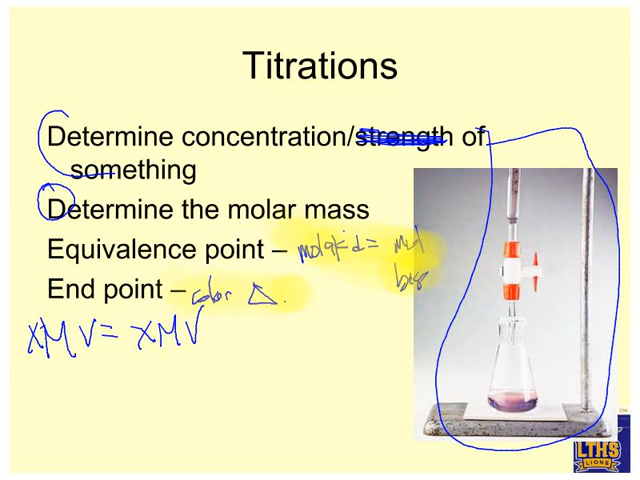 Titrations
Determine concentration/strength of
something
Determine the molar mass
Equivalence point – mol acid = mol
base
End point – color Δ.
XMV = XMV
LTHS
LIONS